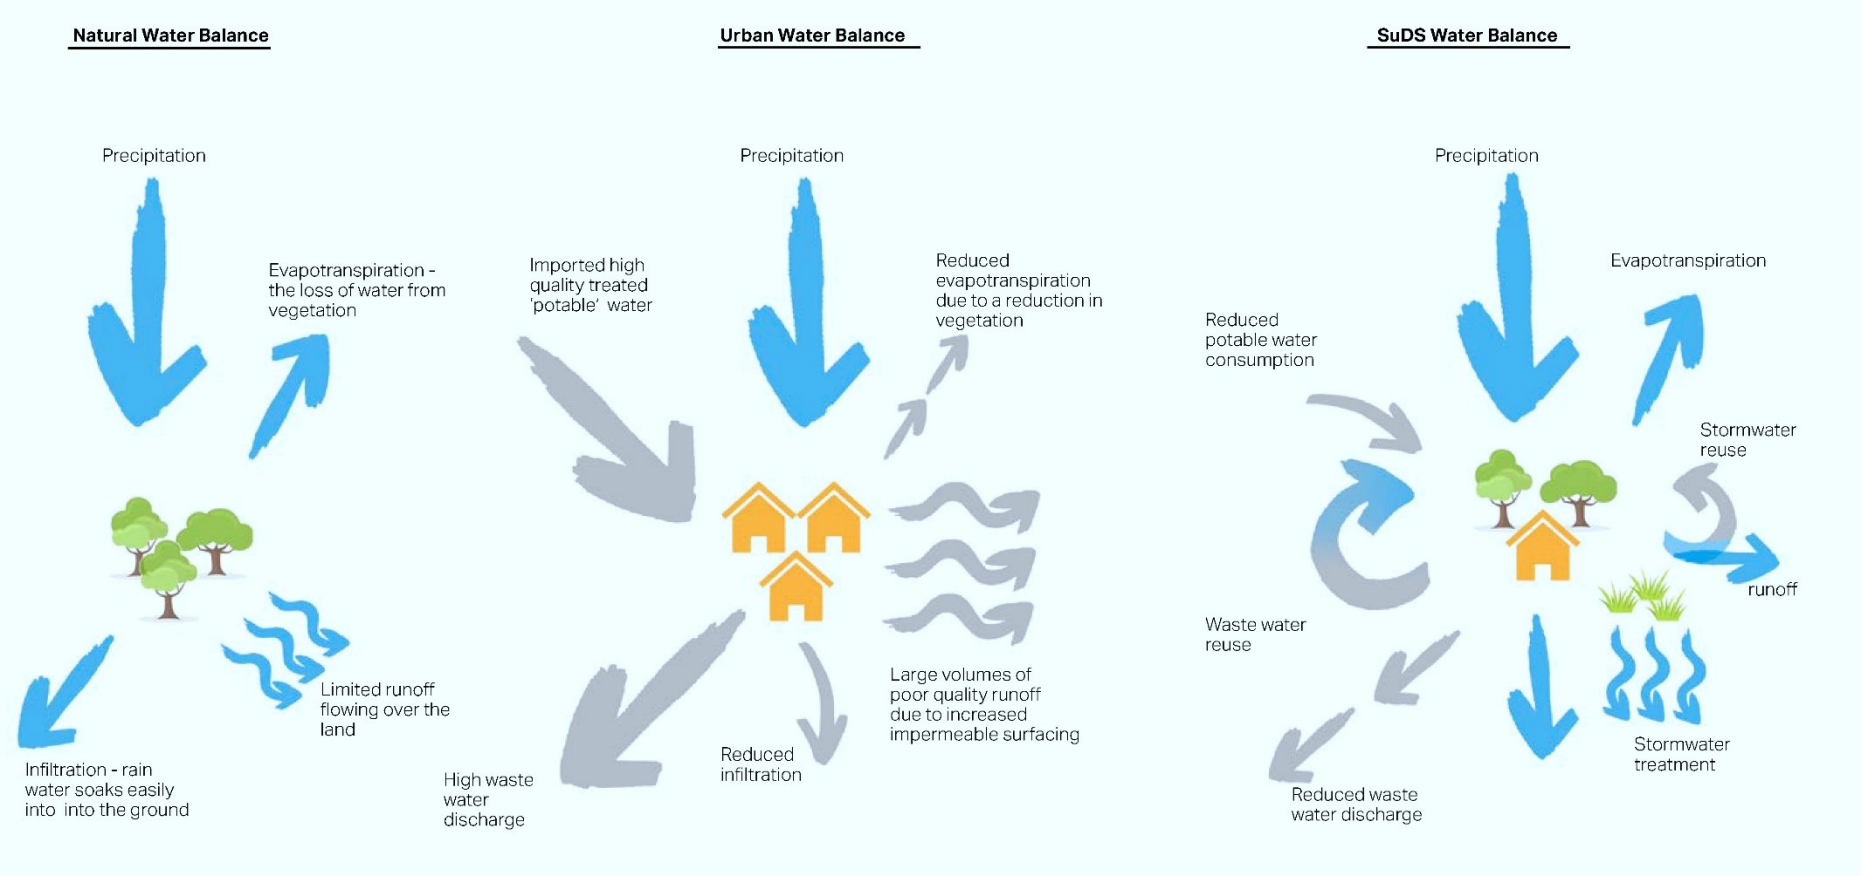 Natural Water Balance
Precipitation
Evapotranspiration -
the loss of water from
vegetation
Limited runoff
flowing over the
land
Infiltration - rain
water soaks easily
into  into the ground
Urban Water Balance
Precipitation
Imported high
quality treated
'potable'  water
Reduced
evapotranspiration
due to a reduction in
vegetation
Large volumes of
poor quality runoff
due to increased
impermeable surfacing
Reduced
infiltration
High waste
water
discharge
SuDS Water Balance
Precipitation
Evapotranspiration
Reduced
potable water
consumption
Stormwater
reuse
runoff
Waste water
reuse
Stormwater
treatment
Reduced waste
water discharge